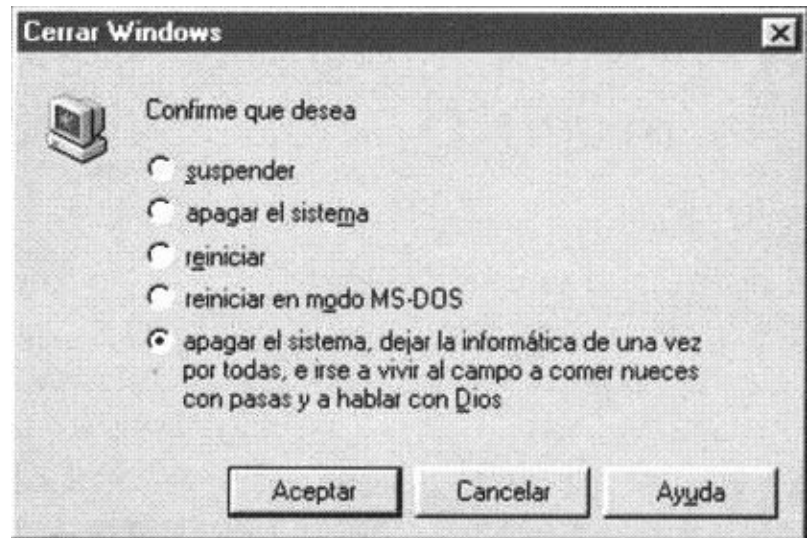 Cerrar Windows
Confirme que desea
suspender
apagar el sistema
reiniciar
reiniciar en modo MS-DOS
apagar el sistema, dejar la informática de una vez
por todas, e irse a vivir al campo a comer nueces
con pasas y a hablar con Dios
Aceptar
Cancelar
Ayuda